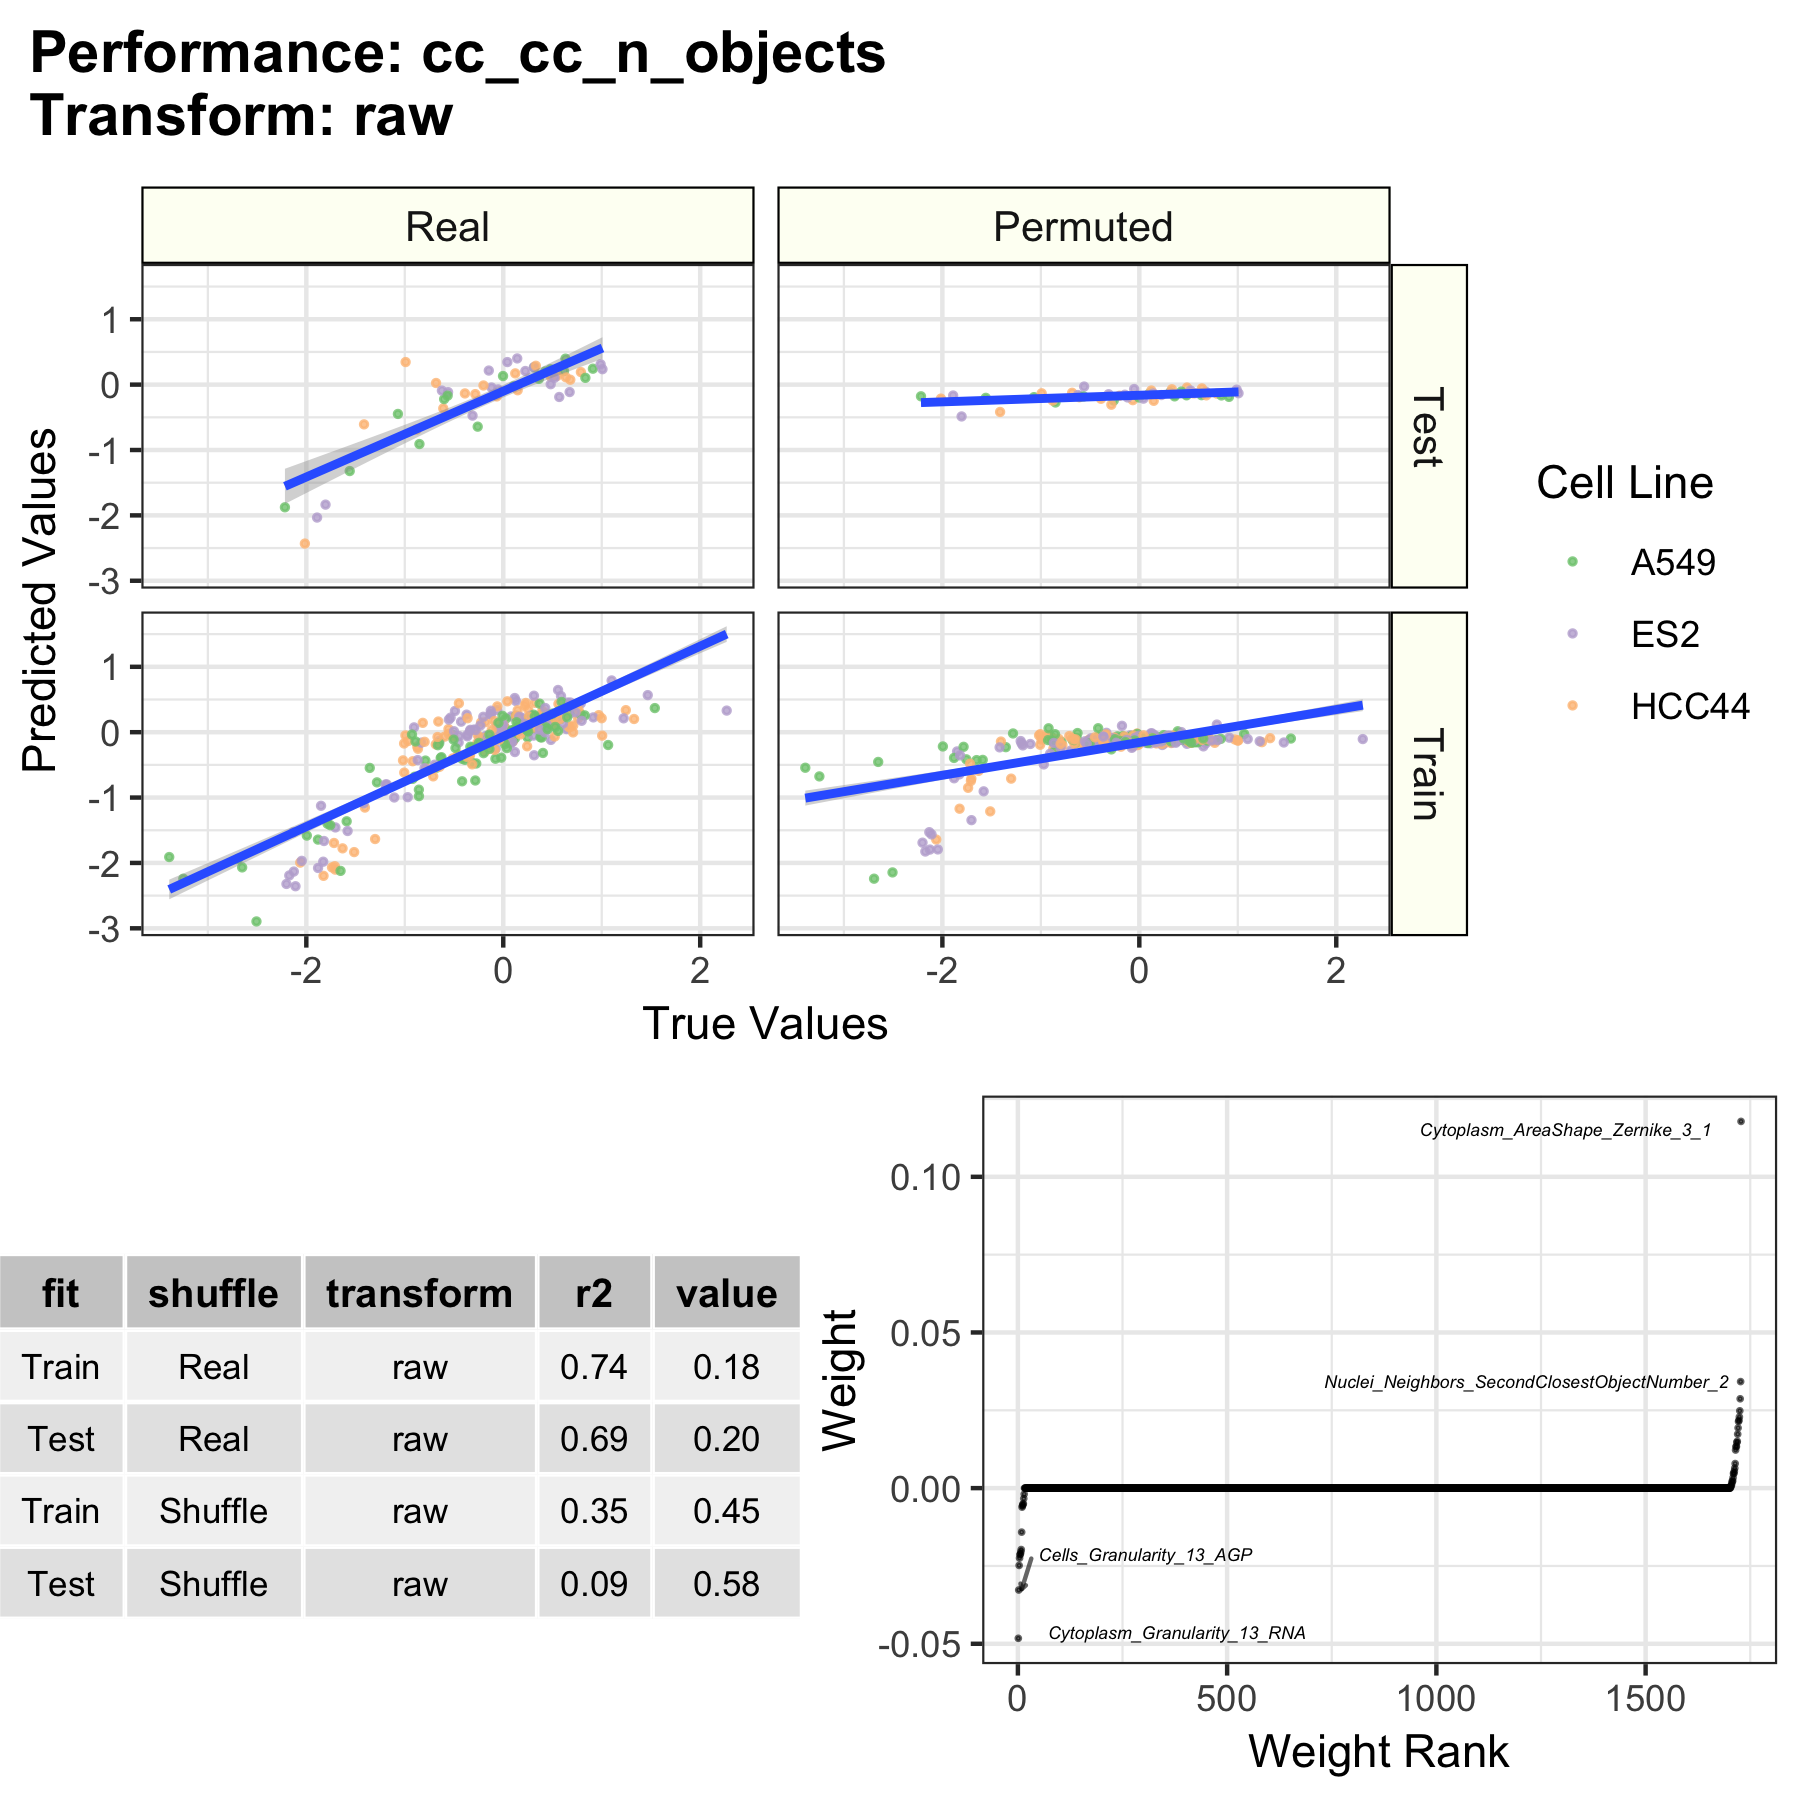 Performance: cc_cc_n_objects
Transform: raw
Real
Permuted
1
0
-1
-2
-3
Test
1
0
-1
-2
-3
Train
Predicted Values
-2
0
2
-2
0
2
True Values
Cell Line
A549
ES2
HCC44
fit shuffle transform r2 value
Train Real raw 0.74 0.18
Test Real raw 0.69 0.20
Train Shuffle raw 0.35 0.45
Test Shuffle raw 0.09 0.58
Weight
0.10
0.05
0.00
-0.05
Cytoplasm_AreaShape_Zernike_3_1
Nuclei_Neighbors_SecondClosestObjectNumber_2
Cells_Granularity_13_AGP
Cytoplasm_Granularity_13_RNA
0
500
1000
1500
Weight Rank